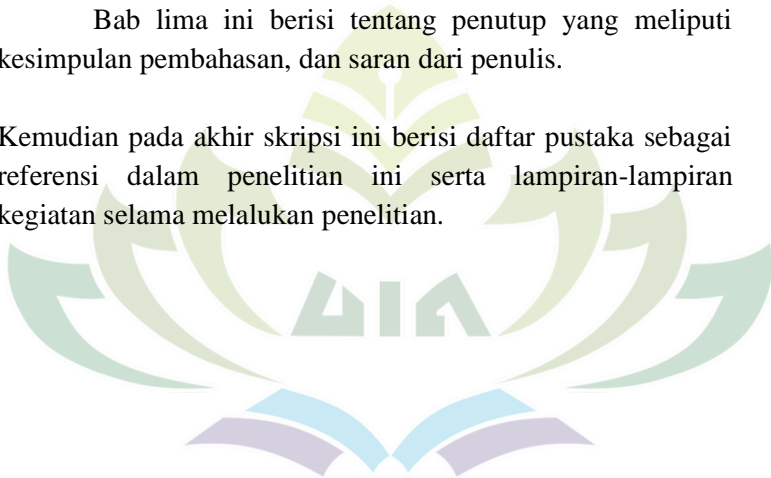 Bab lima ini berisi tentang penutup yang meliputi
kesimpulan pembahasan, dan saran dari penulis.
Kemudian pada akhir skripsi ini berisi daftar pustaka sebagai
referensi dalam penelitian ini serta lampiran-lampiran
kegiatan selama melalukan penelitian.
UIN